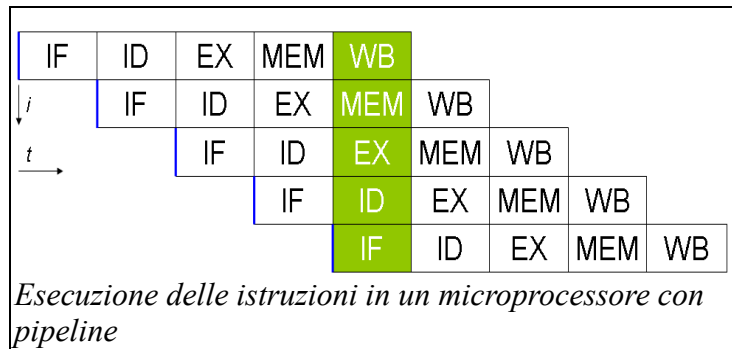 IF ID EX MEM WB
i IF ID EX MEM WB
t IF ID EX MEM WB
IF ID EX MEM WB
IF ID EX MEM WB
Esecuzione delle istruzioni in un microprocessore con
pipeline